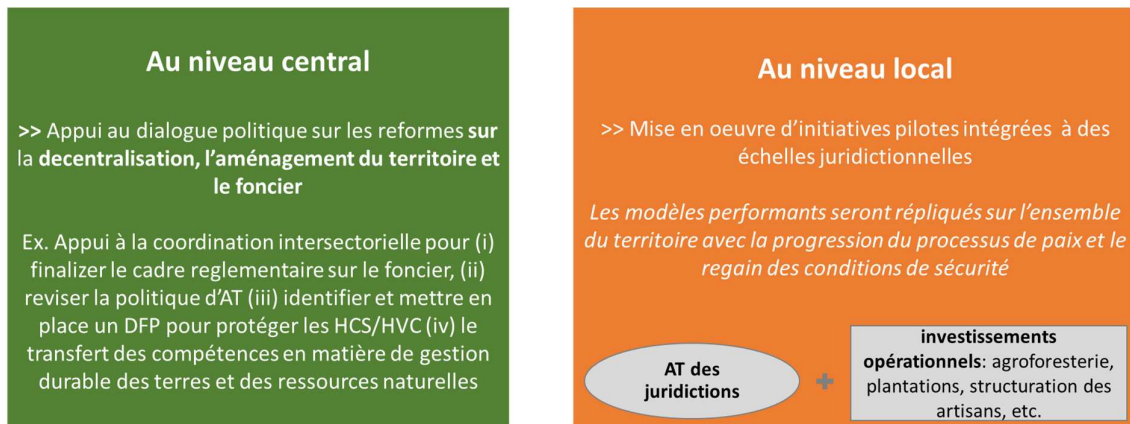 Au niveau central
>> Appui au dialogue politique sur les reformes sur
la decentralisation, l'aménagement du territoire et
le foncier
Ex. Appui à la coordination intersectorielle pour (i)
finalizer le cadre reglementaire sur le foncier, (ii)
reviser la politique d'AT (iii) identifier et mettre en
place un DFP pour protéger les HCS/HVC (iv) le
transfert des compétences en matière de gestion
durable des terres et des ressources naturelles
Au niveau local
>> Mise en oeuvre d'initiatives pilotes intégrées à des
échelles juridictionnelles
Les modèles performants seront répliqués sur l'ensemble
du territoire avec la progression du processus de paix et le
regain des conditions de sécurité
AT des
juridictions
+
investissements
opérationnels: agroforesterie,
plantations, structuration des
artisans, etc.